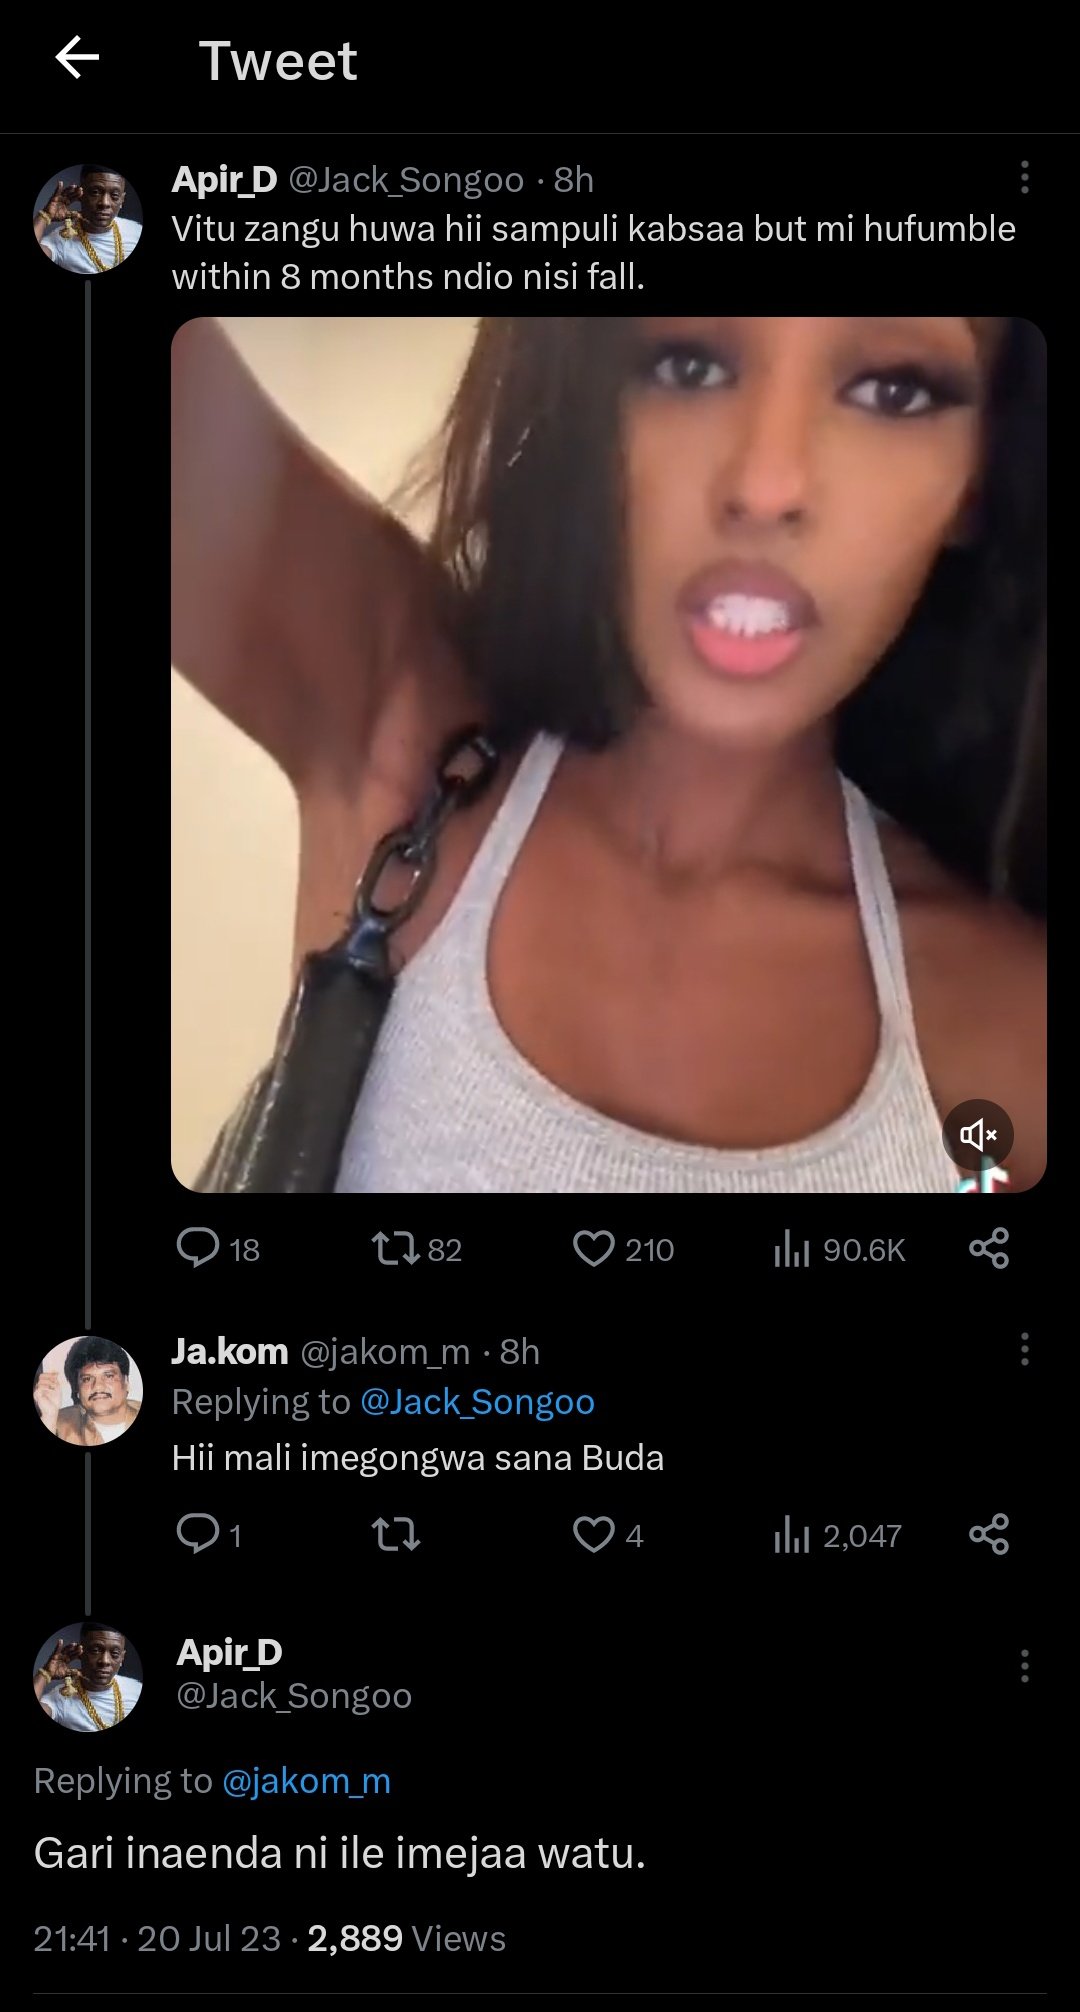 Tweet
Apir_D @Jack_Songoo · 8h
Vitu zangu huwa hii sampuli kabsaa but mi hufumble
within 8 months ndio nisi fall.
18 82 210 90.6K
Ja.kom @jakom_m · 8h
Replying to @Jack_Songoo
Hii mali imegongwa sana Buda
1 4 2,047
Apir_D
@Jack_Songoo
Replying to @jakom_m
Gari inaenda ni ile imejaa watu.
21:41 · 20 Jul 23 · 2,889 Views